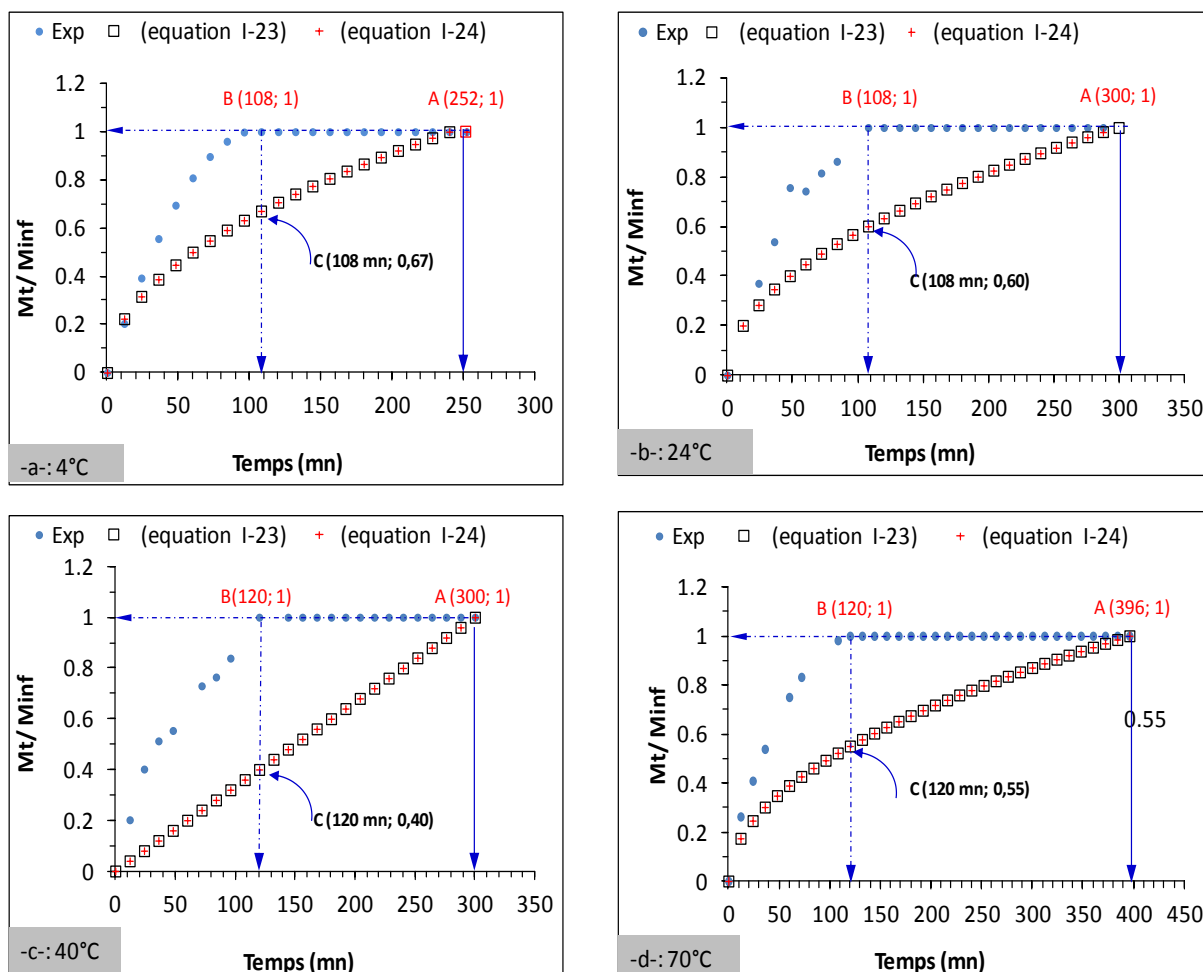 Exp (equation I-23) (equation I-24)
1.2
B (108; 1) A (252; 1)
1
0.8
0.6
0.4
0.2
0
Mt/ Minf
C (108 mn; 0,67)
0 50 100 150 200 250 300
Temps (mn)
-a-: 4°C
Exp (equation I-23) (equation I-24)
1.2
B (108; 1) A (300; 1)
1
0.8
0.6
0.4
0.2
0
Mt/ Minf
C (108 mn; 0,60)
0 50 100 150 200 250 300 350
Temps (mn)
-b-: 24°C
Exp (equation I-23) (equation I-24)
1.2
B (120; 1) A (300; 1)
1
0.8
0.6
0.4
0.2
0
Mt/ Minf
C (120 mn; 0,40)
0 50 100 150 200 250 300 350
Temps (mn)
-c-: 40°C
Exp (equation I-23) (equation I-24)
1.2
B (120; 1) A (396; 1)
1
0.8
0.6
0.4
0.2
0
Mt/ Minf
0.55
C (120 mn; 0,55)
0 50 100 150 200 250 300 350 400 450
Temps (mn)
-d-: 70°C